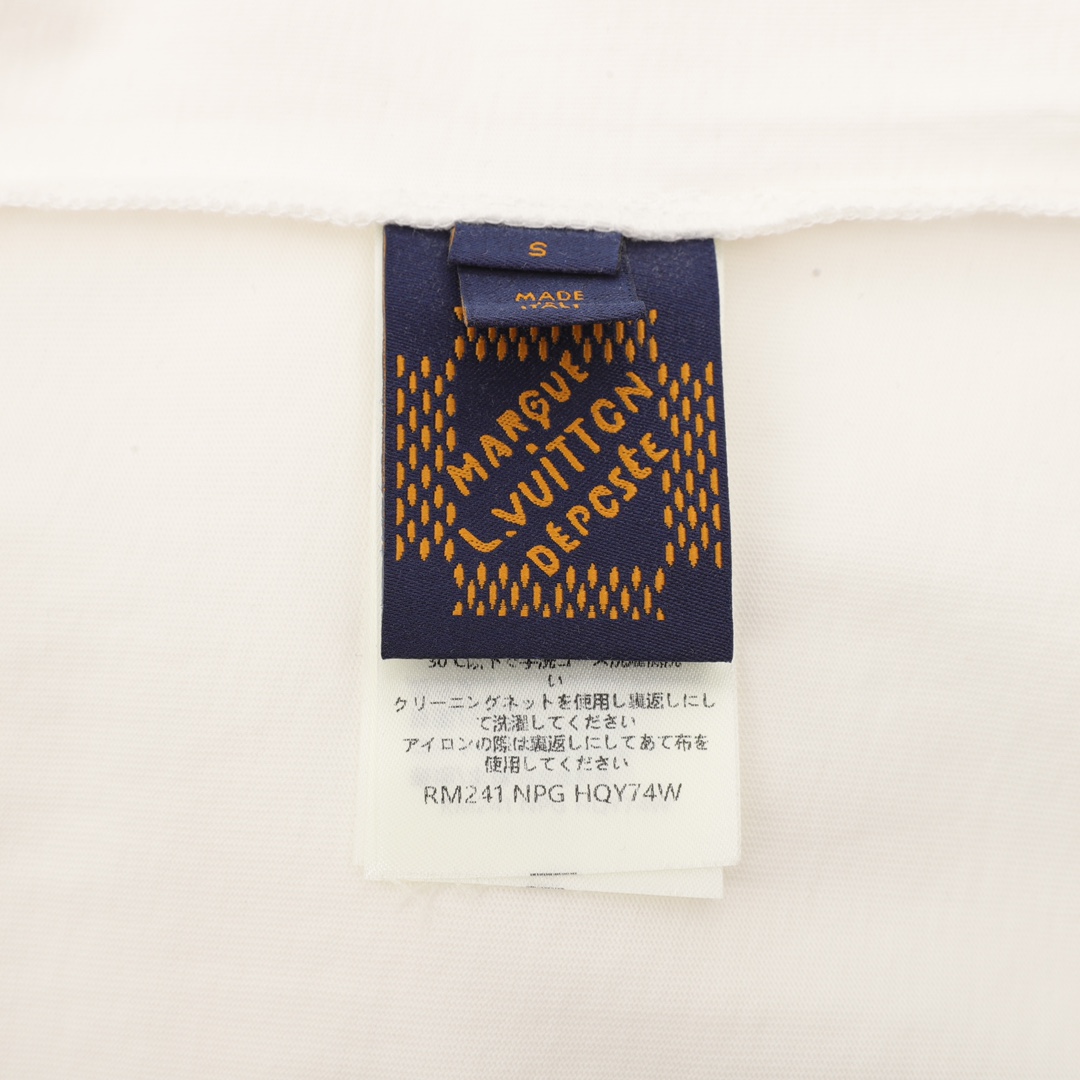 S
MADE
ITALY
MARQUE
L.VUITTON
DÉPOSÉE
い
クリーニングネットを使用し裏返しにし
て洗濯してください
アイロンの際は裏返しにしてあて布を
使用してください
RM241 NPG HQY74W